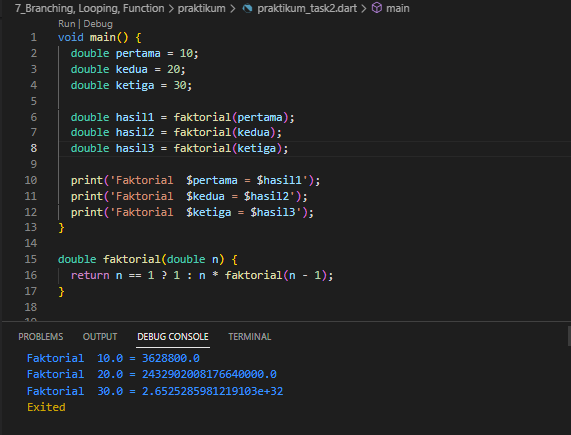 7_Branching, Looping, Function > praktikum > praktikum_task2.dart > main
Run | Debug
1 void main() {
2 double pertama = 10;
3 double kedua = 20;
4 double ketiga = 30;
5
6 double hasil1 = faktorial(pertama);
7 double hasil2 = faktorial(kedua);
8 double hasil3 = faktorial(ketiga);
9
10 print('Faktorial  $pertama = $hasil1');
11 print('Faktorial  $kedua = $hasil2');
12 print('Faktorial  $ketiga = $hasil3');
13 }
14
15 double faktorial(double n) {
16 return n == 1 ? 1 : n * faktorial(n - 1);
17 }
18
PROBLEMS OUTPUT DEBUG CONSOLE TERMINAL
Faktorial  10.0 = 3628800.0
Faktorial  20.0 = 2432902008176640000.0
Faktorial  30.0 = 2.6525285981219103e+32
Exited